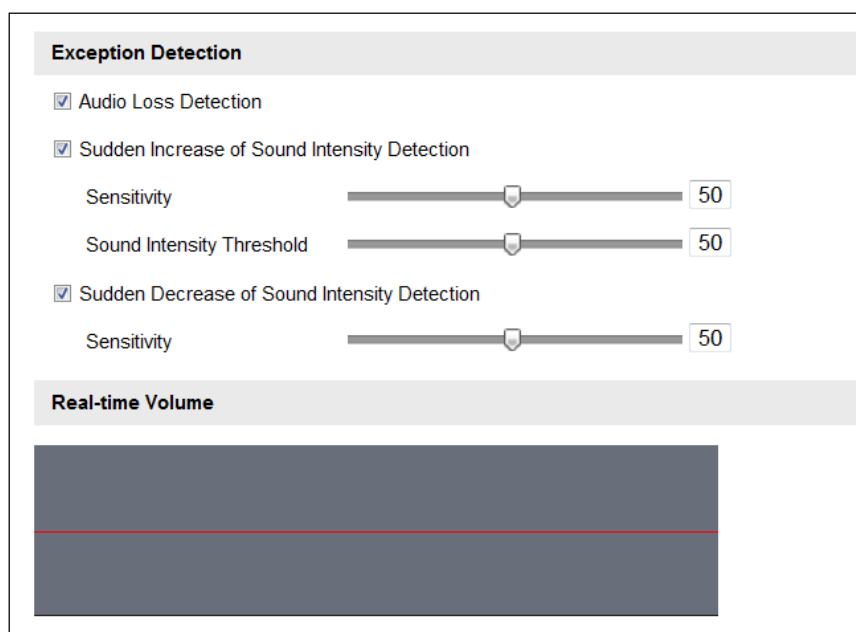 Exception Detection
Audio Loss Detection
Sudden Increase of Sound Intensity Detection
Sensitivity 50
Sound Intensity Threshold 50
Sudden Decrease of Sound Intensity Detection
Sensitivity 50
Real-time Volume